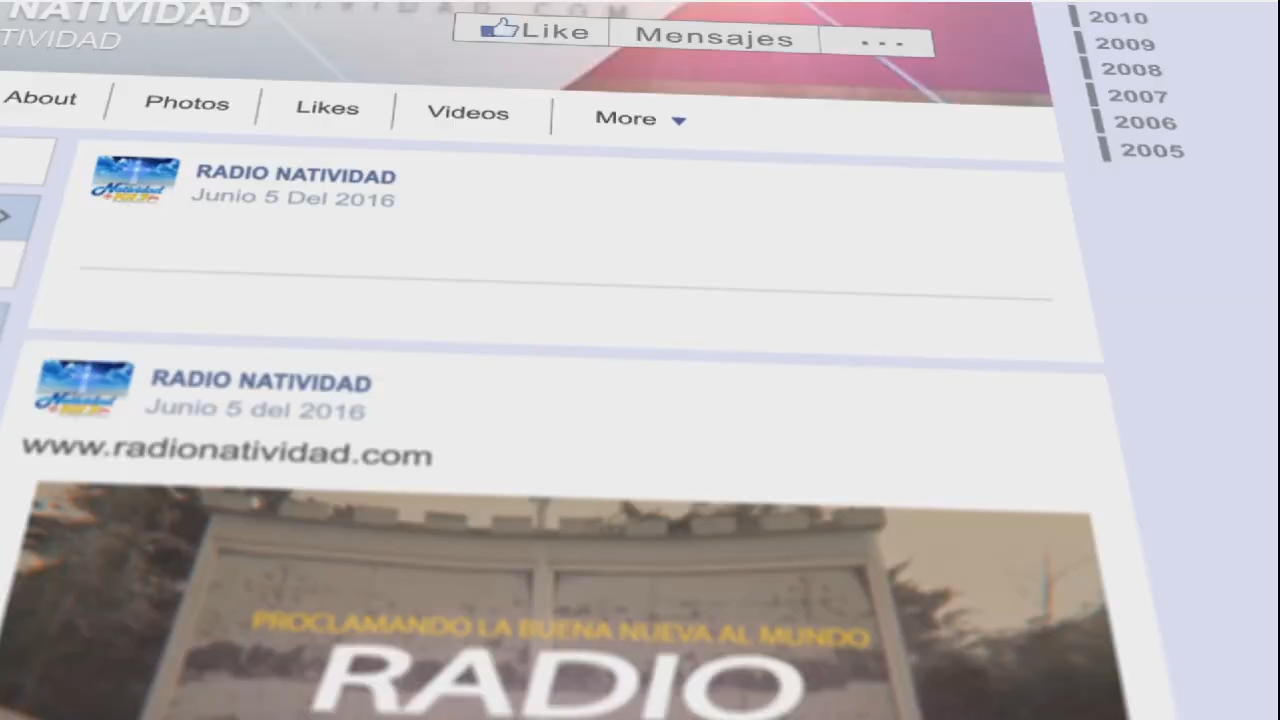 NATIVIDAD
TIVIDAD
Like
Mensajes
...
2010
2009
2008
2007
2006
2005
About
Photos
Likes
Videos
More
RADIO NATIVIDAD
Junio 5 Del 2016
RADIO NATIVIDAD
Junio 5 del 2016
www.radionatividad.com
PROCLAMANDO LA BUENA NUEVA AL MUNDO
RADIO